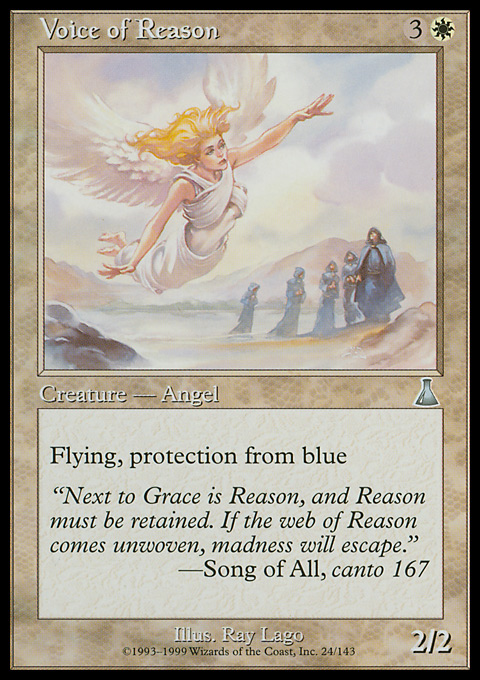 Voice of Reason 3
Creature — Angel
Flying, protection from blue
“Next to Grace is Reason, and Reason
must be retained. If the web of Reason
comes unwoven, madness will escape.”
—Song of All, canto 167
Illus. Ray Lago
©1993–1999 Wizards of the Coast, Inc. 24/143
2/2